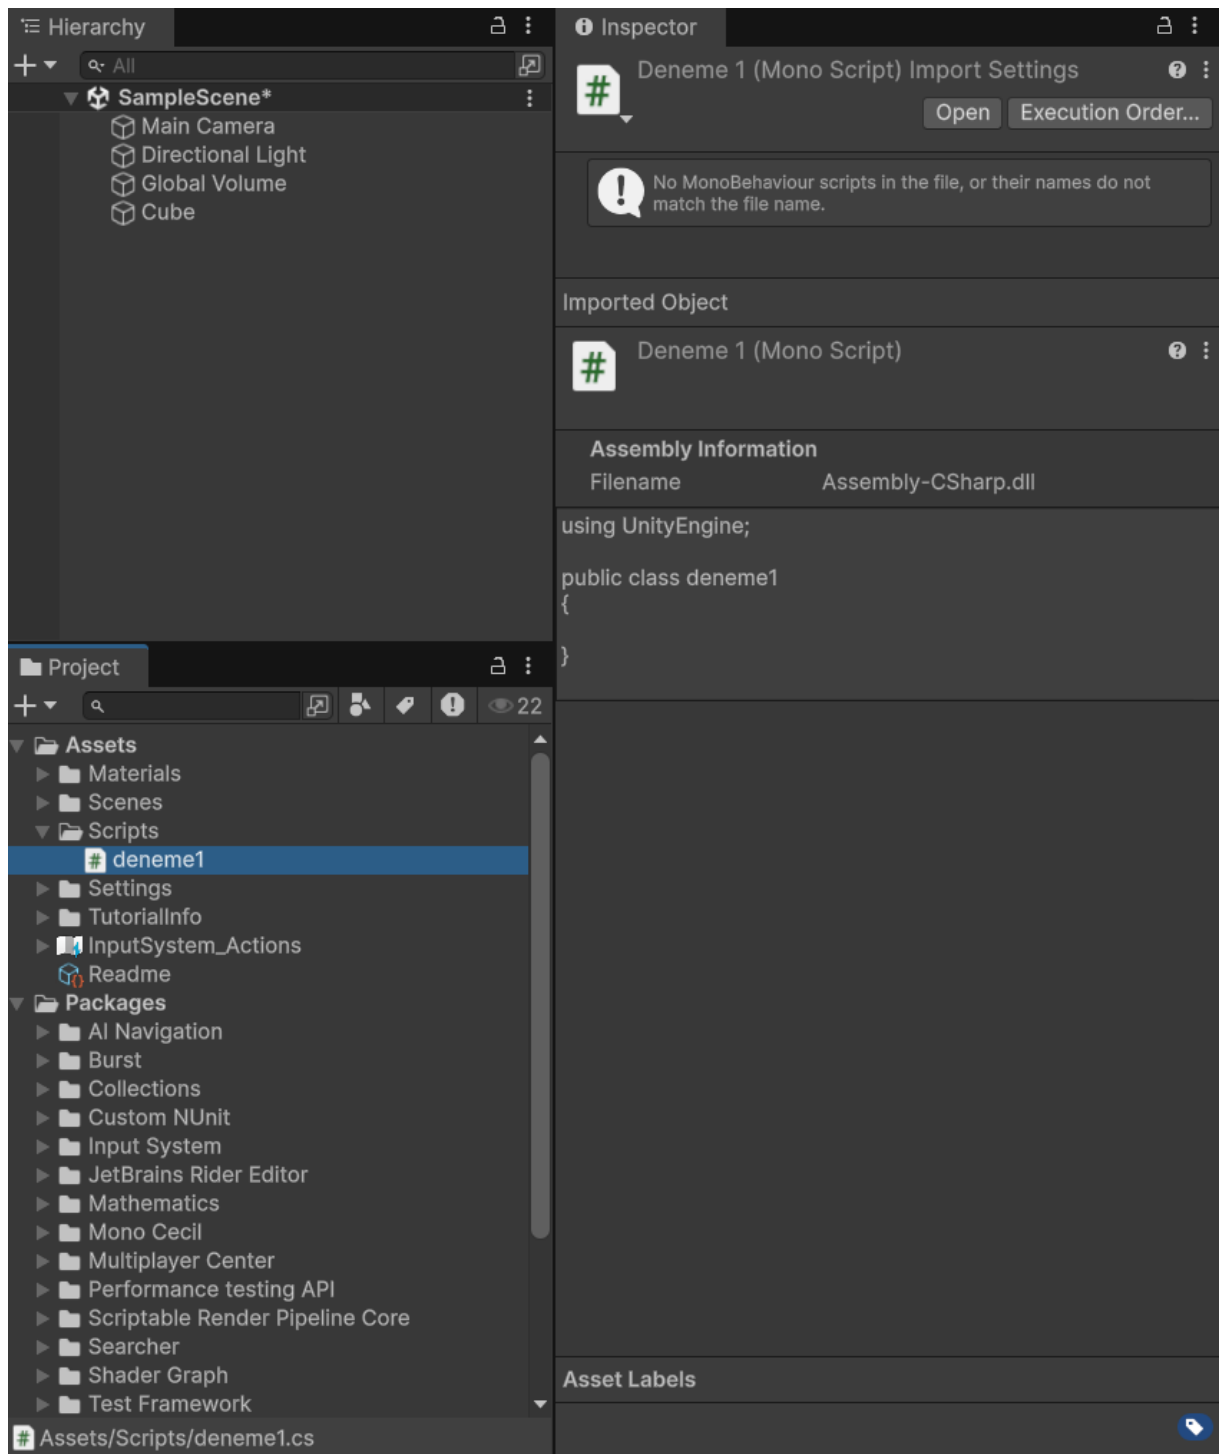 Hierarchy
All
SampleScene*
Main Camera
Directional Light
Global Volume
Cube
Project
22
Assets
Materials
Scenes
Scripts
# deneme1
Settings
TutorialInfo
InputSystem_Actions
Readme
Packages
AI Navigation
Burst
Collections
Custom NUnit
Input System
JetBrains Rider Editor
Mathematics
Mono Cecil
Multiplayer Center
Performance testing API
Scriptable Render Pipeline Core
Searcher
Shader Graph
Test Framework
# Assets/Scripts/deneme1.cs
Inspector
# Deneme 1 (Mono Script) Import Settings
Open Execution Order...
No MonoBehaviour scripts in the file, or their names do not
match the file name.
Imported Object
# Deneme 1 (Mono Script)
Assembly Information
Filename Assembly-CSharp.dll
using UnityEngine;
public class deneme1
{
}
Asset Labels